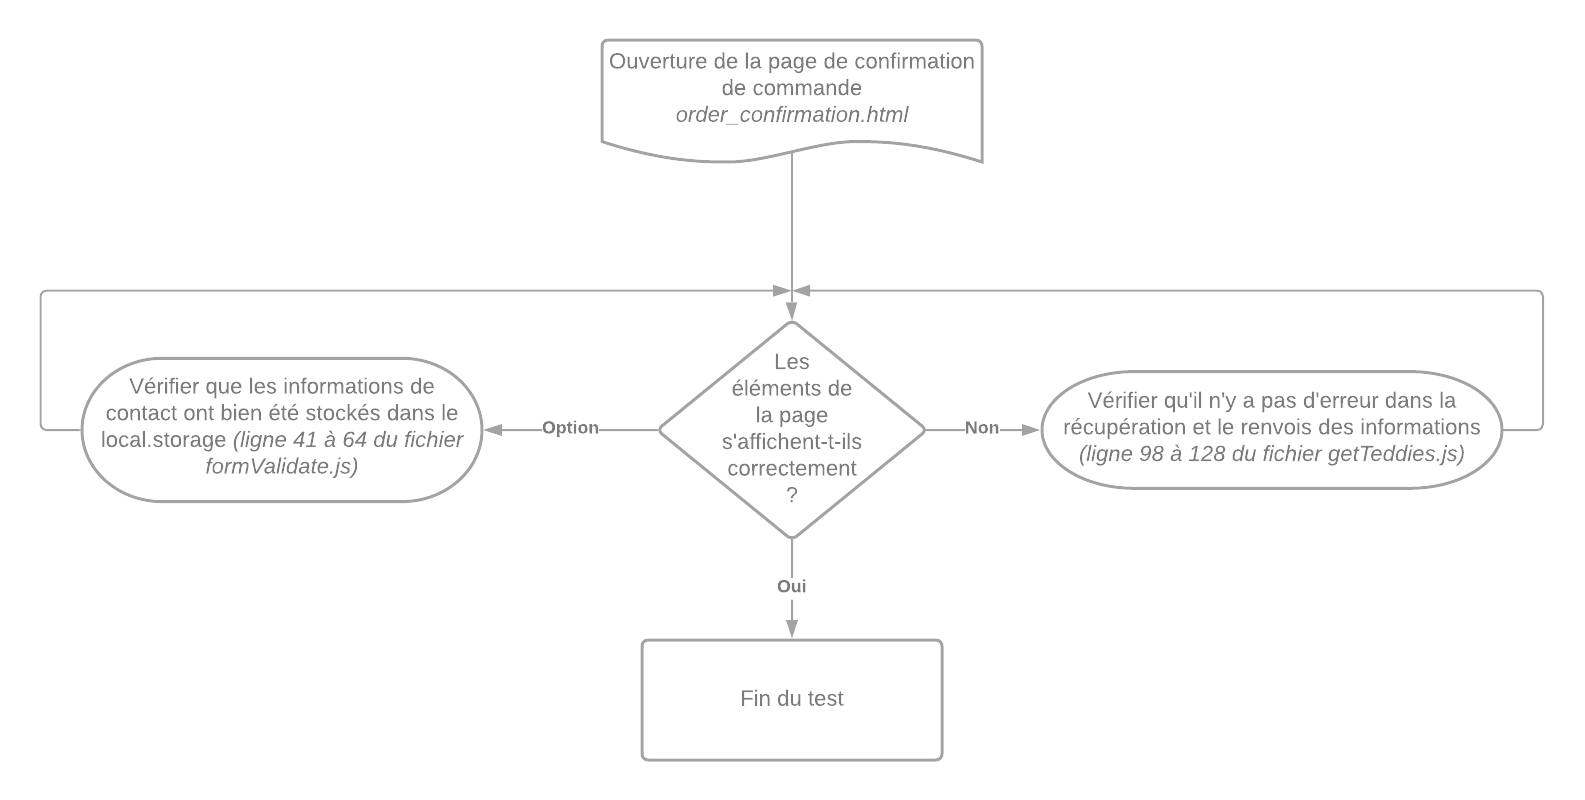 Ouverture de la page de confirmation
de commande
order_confirmation.html
Les
éléments de
la page
s'affichent-t-ils
correctement
?
Option
Vérifier que les informations de
contact ont bien été stockés dans le
local.storage (ligne 41 à 64 du fichier
formValidate.js)
Non
Vérifier qu'il n'y a pas d'erreur dans la
récupération et le renvois des informations
(ligne 98 à 128 du fichier getTeddies.js)
Oui
Fin du test